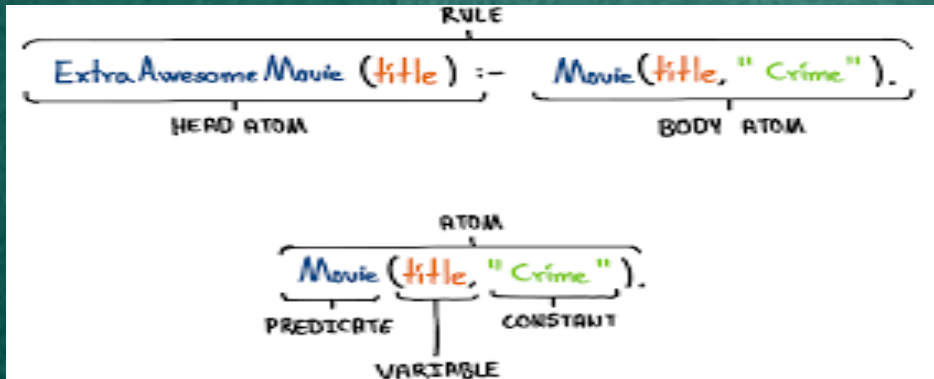 RULE
ExtraAwesomeMovie (title) :- Movie(title, "Crime").
HEAD ATOM BODY ATOM
ATOM
Movie(title, "Crime").
PREDICATE CONSTANT
VARIABLE